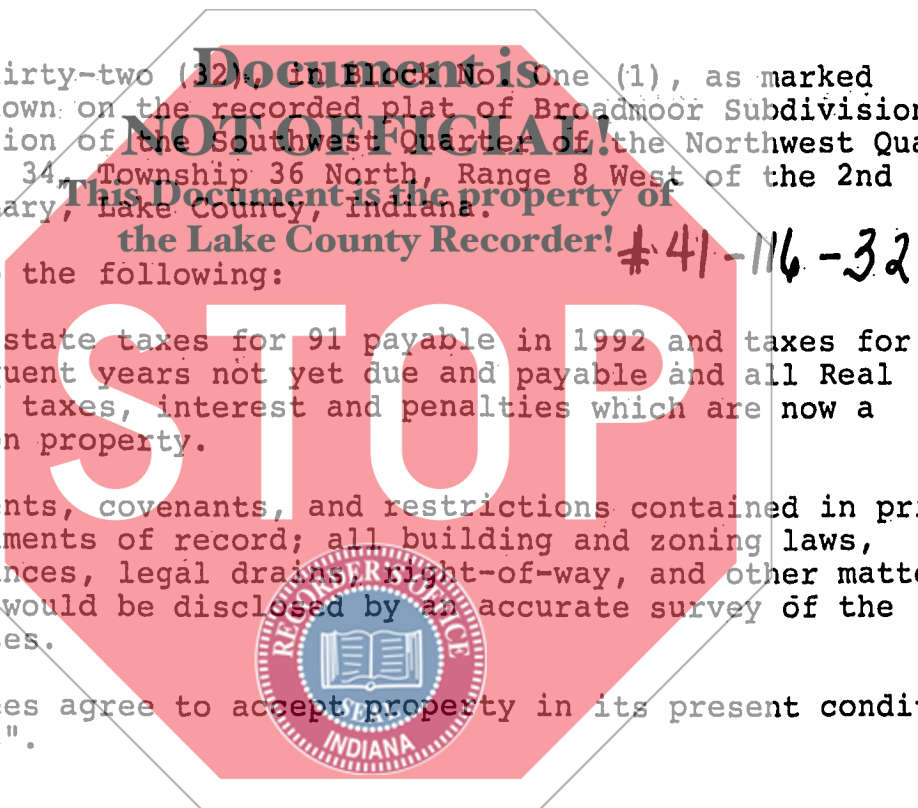 Document is
NOT OFFICIAL!
This Document is the property of
the Lake County Recorder!
STOP
irty-two (32), in Block No. One (1), as marked
own on the recorded plat of Broadmoor Subdivision
ion of the Southwest Quarter of the Northwest Qua
34, Township 36 North, Range 8 West of the 2nd
ary, Lake County, Indiana.
#41-116-32
the following:
state taxes for 91 payable in 1992 and taxes for
quent years not yet due and payable and all Real
taxes, interest and penalties which are now a
n property.
nts, covenants, and restrictions contained in pri
ments of record; all building and zoning laws,
nces, legal drains, right-of-way, and other matte
would be disclosed by an accurate survey of the
es.
es agree to accept property in its present condit
".
RECORDER'S OFFICE
INDIANA